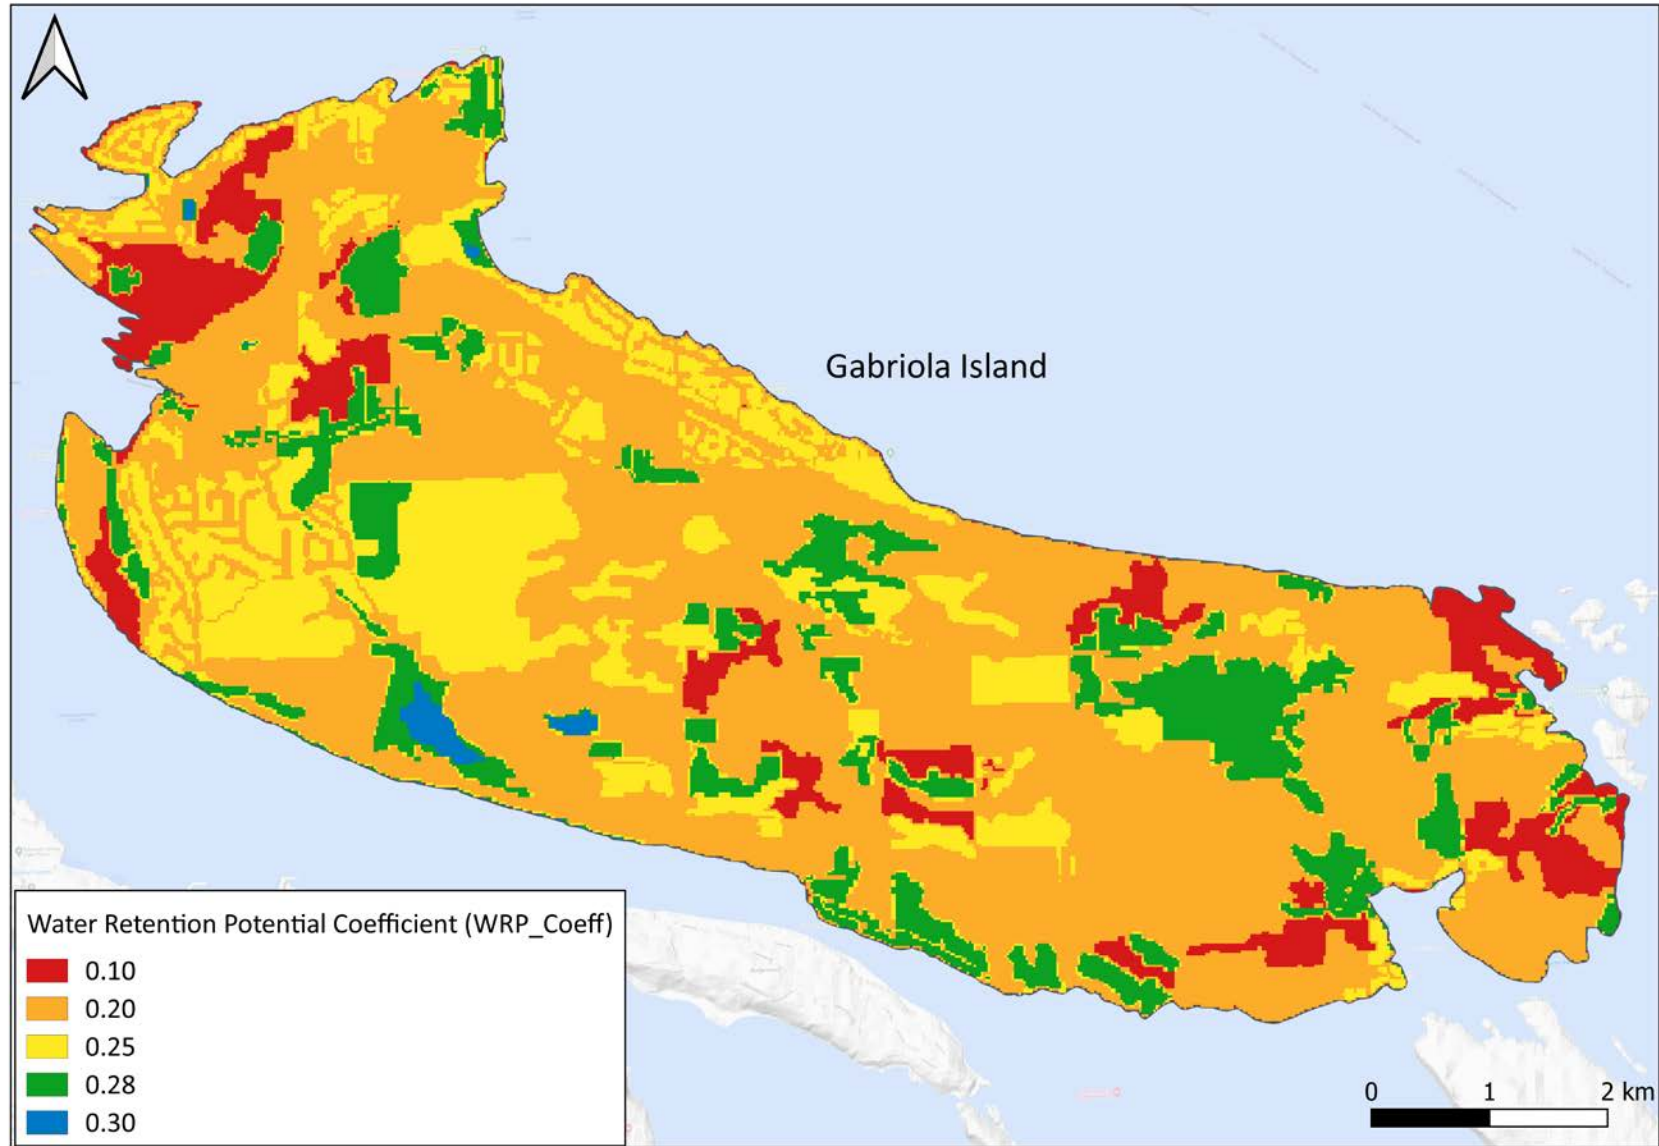 Gabriola Island
Water Retention Potential Coefficient (WRP_Coeff)
0.10
0.20
0.25
0.28
0.30
0 1 2 km